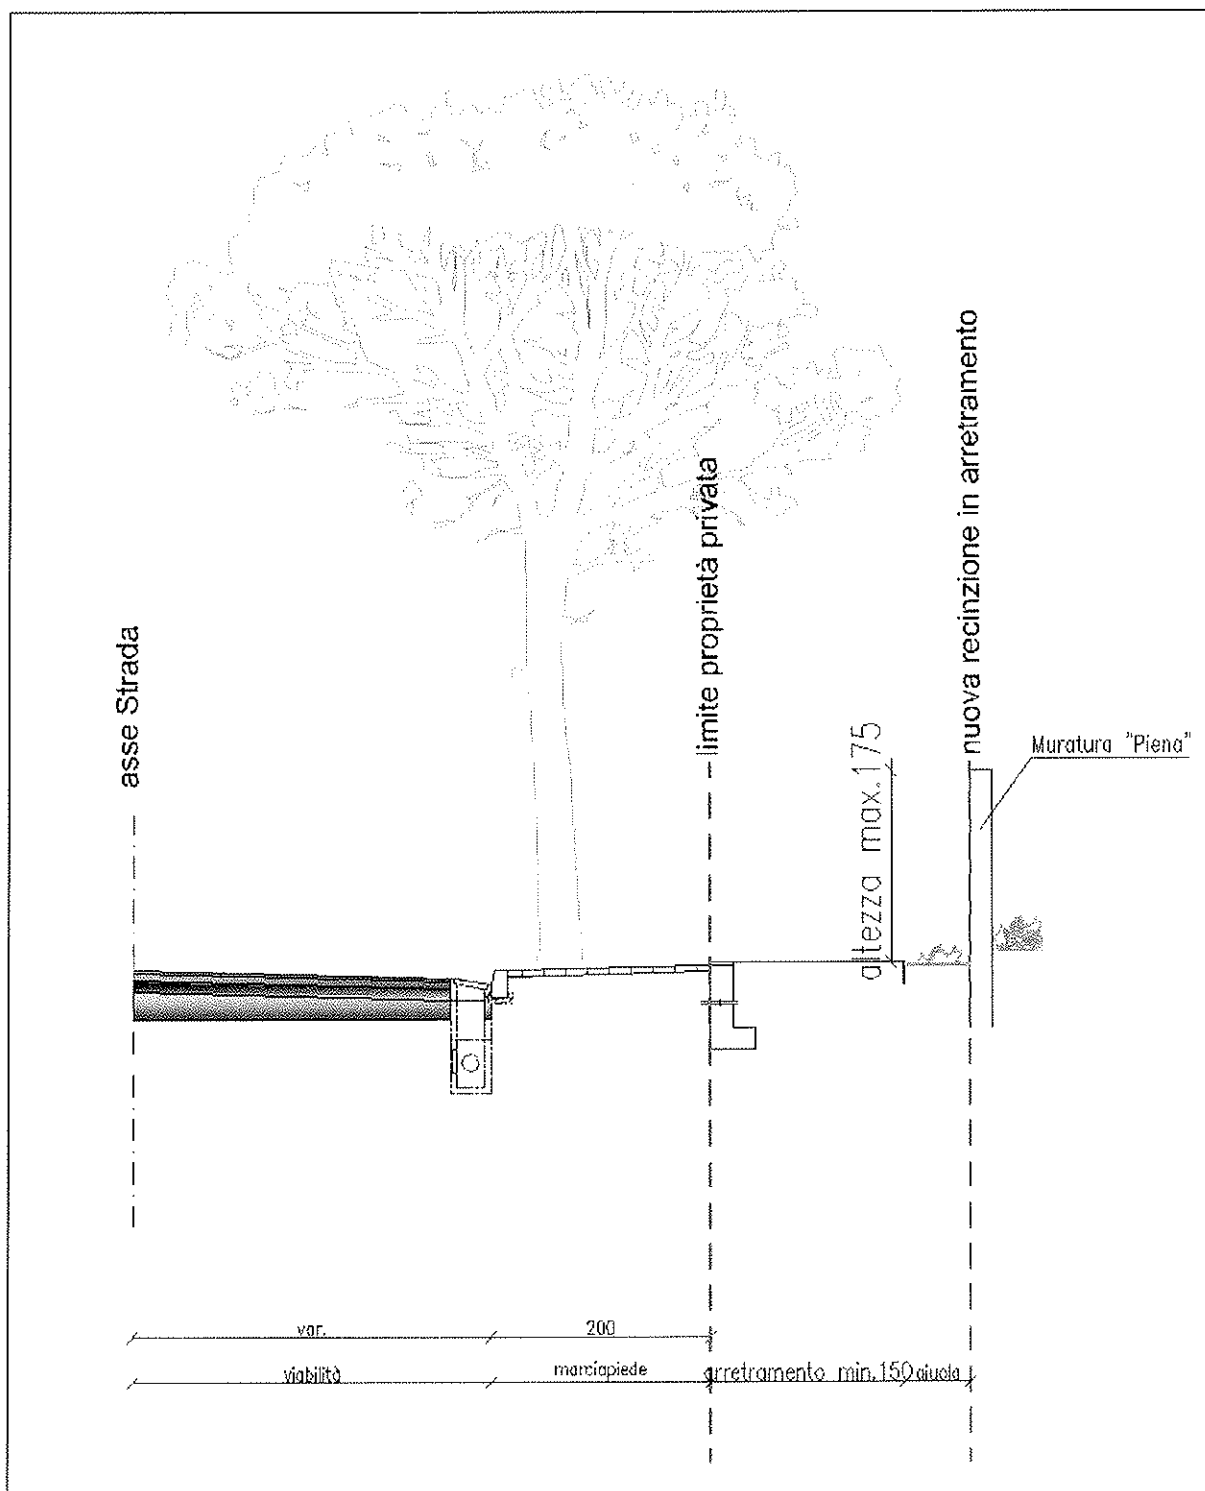 nuova recinzione in arretramento
limite proprietà privata
asse Strada
altezza max.175
Muratura "Piena"
var.
200
viabilità
marciapiede
arretramento min.150
aiuola